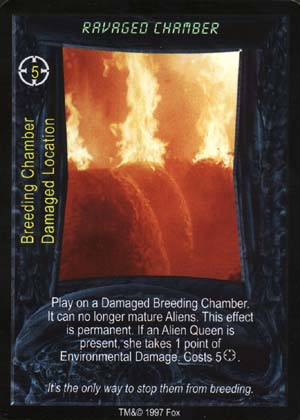 RAVAGED CHAMBER
5
Breeding Chamber
Damaged Location
Play on a Damaged Breeding Chamber.
It can no longer mature Aliens. This effect
is permanent. If an Alien Queen is
present, she takes 1 point of
Environmental Damage. Costs 5 .
It's the only way to stop them from breeding.
TM&© 1997 Fox